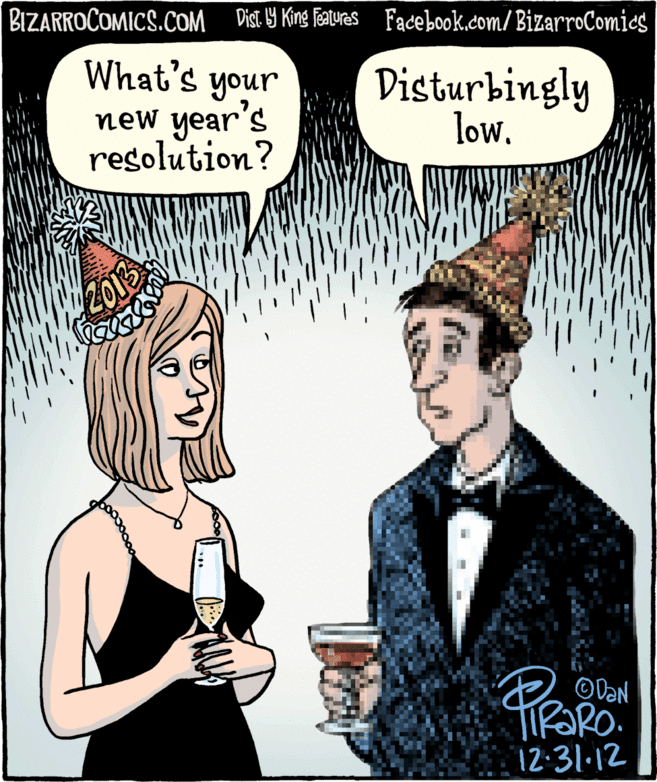 BIZARROCOMICS.COM Dist. by King Features Facebook.com/BizarroComics
What's your
new year's
resolution?
Disturbingly
low.
2013
©DAN
PIRARO.
12·31·12